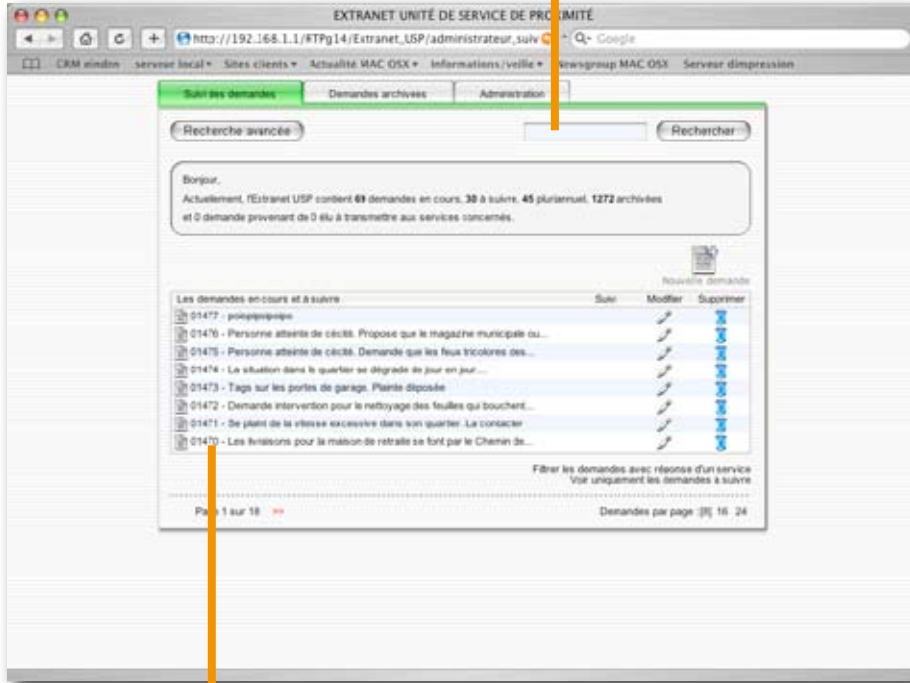 EXTRANET UNITÉ DE SERVICE DE PROXIMITÉ
http://192.168.1.1/FTPg14/Extranet_USP/administrateur_suiv Google
CRM eindon serveur local Sites clients Actualité MAC OSX Informations/veille Newsgroup MAC OSX Serveur dimpression
Suivi des demandes Demandes archivées Administration
Recherche avancée Rechercher
Bonjour,
Actuellement, l'Extranet USP contient 69 demandes en cours, 30 à suivre, 45 pluriannuel, 1272 archivées
et 0 demande provenant de 0 élu à transmettre aux services concernés.
Nouvelle demande
Les demandes en cours et à suivre Suivi Modifier Supprimer
01477 - poiopipoipoipo
01476 - Personne atteinte de cécité. Propose que le magazine municipale ou...
01475 - Personne atteinte de cécité. Demande que les feux tricolores des...
01474 - La situation dans le quartier se dégrade de jour en jour....
01473 - Tags sur les portes de garage. Plainte déposée
01472 - Demande intervention pour le nettoyage des feuilles qui bouchent...
01471 - Se plaint de la vitesse excessive dans son quartier .La contacter
01470 - Les livraisons pour la maison de retraite se font par le Chemin de...
Filtrer les demandes avec réponse d'un service
Voir uniquement les demandes à suivre
Page 1 sur 18 >> Demandes par page :[8] 16 24